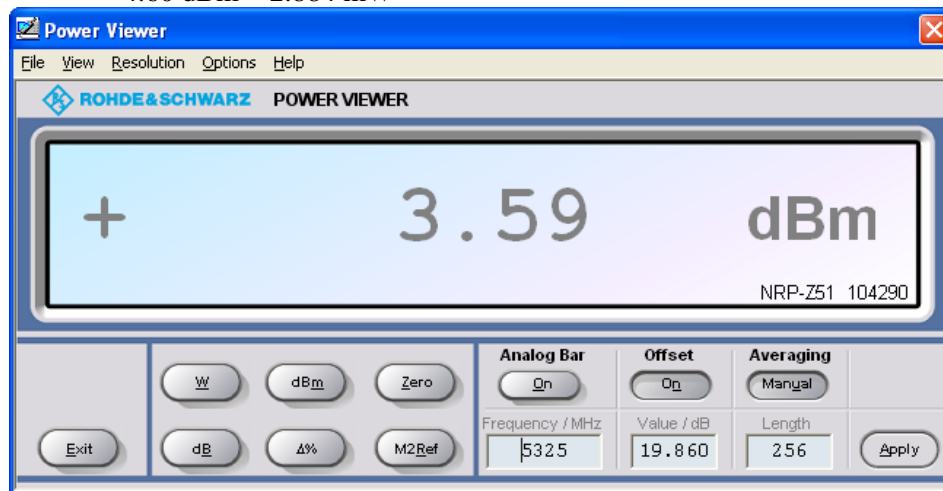 Power Viewer
File View Resolution Options Help
ROHDE&SCHWARZ POWER VIEWER
+ 3.59 dBm
NRP-Z51 104290
Analog Bar Offset Averaging
W dBm Zero On On Manual
Frequency / MHz Value / dB Length
Exit dB Δ% M2Ref 5325 19.860 256 Apply